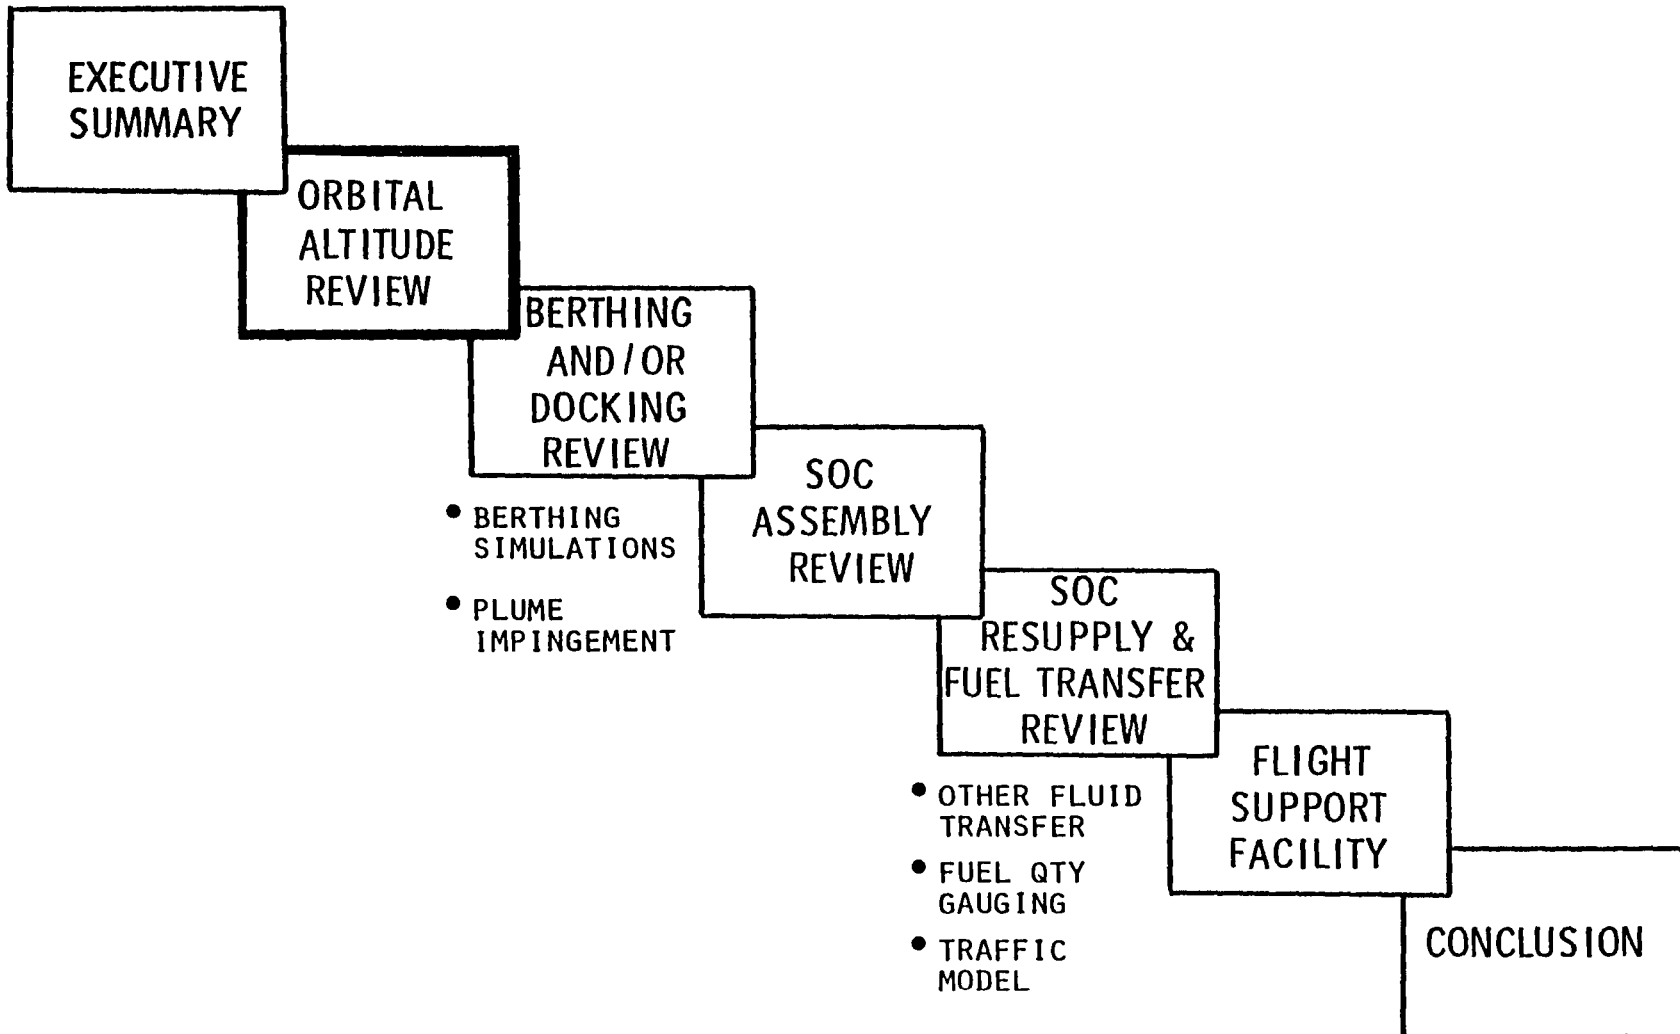 EXECUTIVE
SUMMARY
ORBITAL
ALTITUDE
REVIEW
BERTHING
AND/OR
DOCKING
REVIEW
• BERTHING
SIMULATIONS
• PLUME
IMPINGEMENT
SOC
ASSEMBLY
REVIEW
SOC
RESUPPLY &
FUEL TRANSFER
REVIEW
• OTHER FLUID
TRANSFER
• FUEL QTY
GAUGING
• TRAFFIC
MODEL
FLIGHT
SUPPORT
FACILITY
CONCLUSION